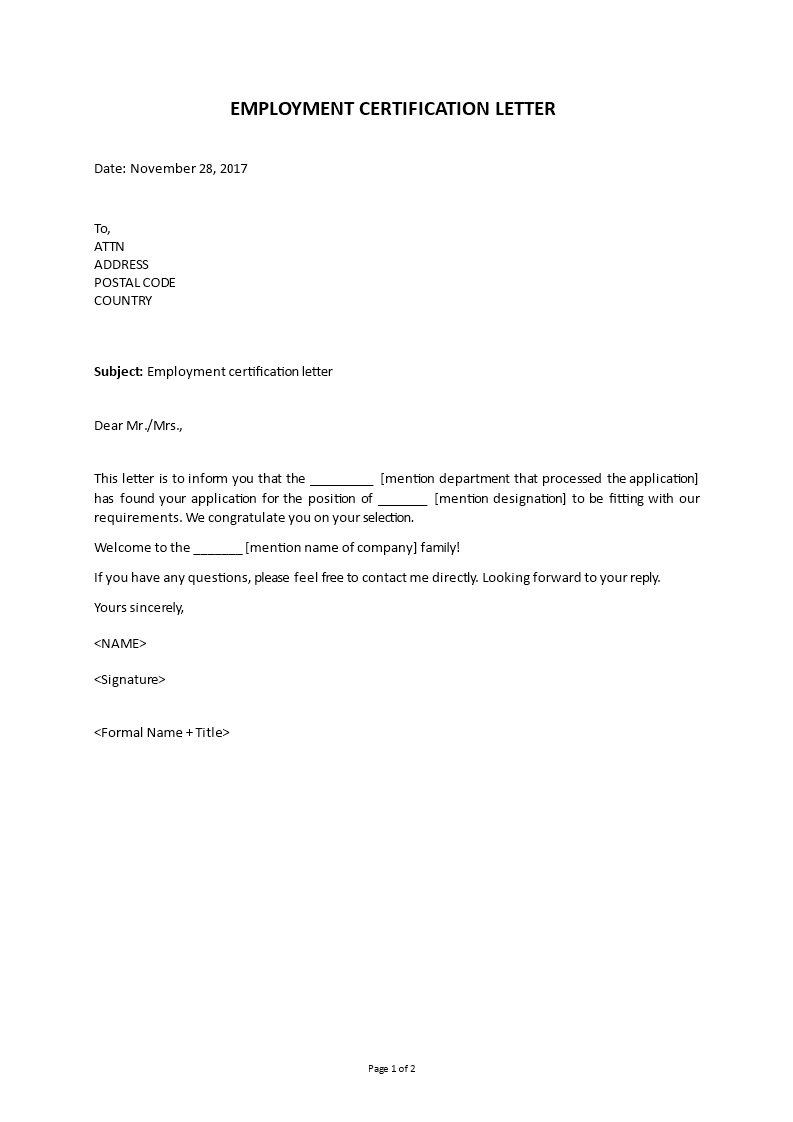 EMPLOYMENT CERTIFICATION LETTER
Date: November 28, 2017
To,
ATTN
ADDRESS
POSTAL CODE
COUNTRY
Subject: Employment certification letter
Dear Mr./Mrs.,
This letter is to inform you that the _________ [mention department that processed the application]
has found your application for the position of _______ [mention designation] to be fitting with our
requirements. We congratulate you on your selection.
Welcome to the _______ [mention name of company] family!
If you have any questions, please feel free to contact me directly. Looking forward to your reply.
Yours sincerely,
<NAME>
<Signature>
<Formal Name + Title>
Page 1 of 2